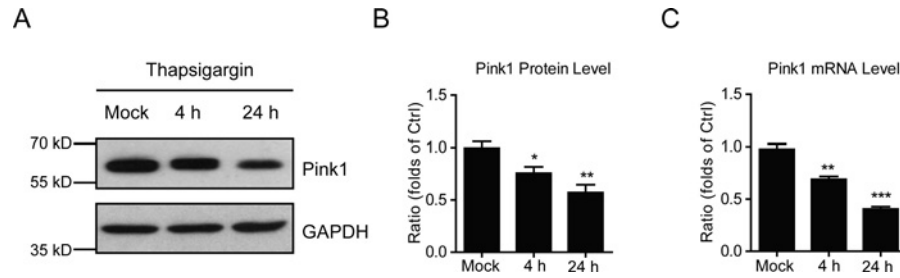 A
Thapsigargin
Mock 4 h 24 h
70 kD
Pink1
55 kD
GAPDH
35 kD
B
Pink1 Protein Level
Ratio (folds of Ctrl)
1.5
1.0
0.5
0.0
*
**
Mock 4 h 24 h
C
Pink1 mRNA Level
Ratio (folds of Ctrl)
1.5
1.0
0.5
0.0
**
***
Mock 4 h 24 h